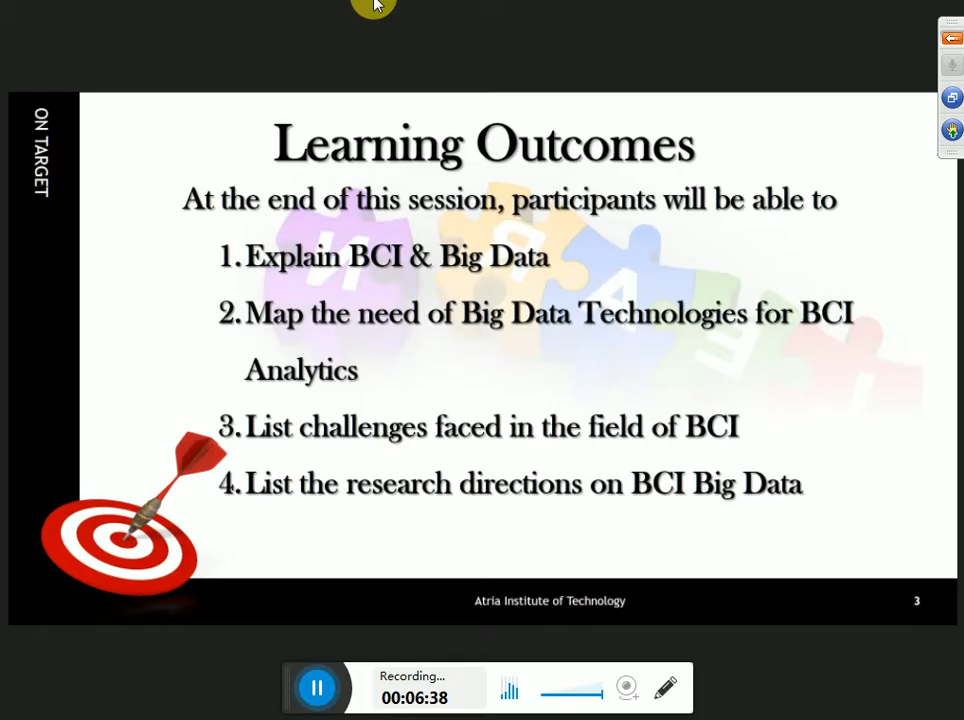 ON TARGET
Learning Outcomes
At the end of this session, participants will be able to
1. Explain BCI & Big Data
2. Map the need of Big Data Technologies for BCI
Analytics
3. List challenges faced in the field of BCI
4. List the research directions on BCI Big Data
Atria Institute of Technology
3
Recording...
00:06:38